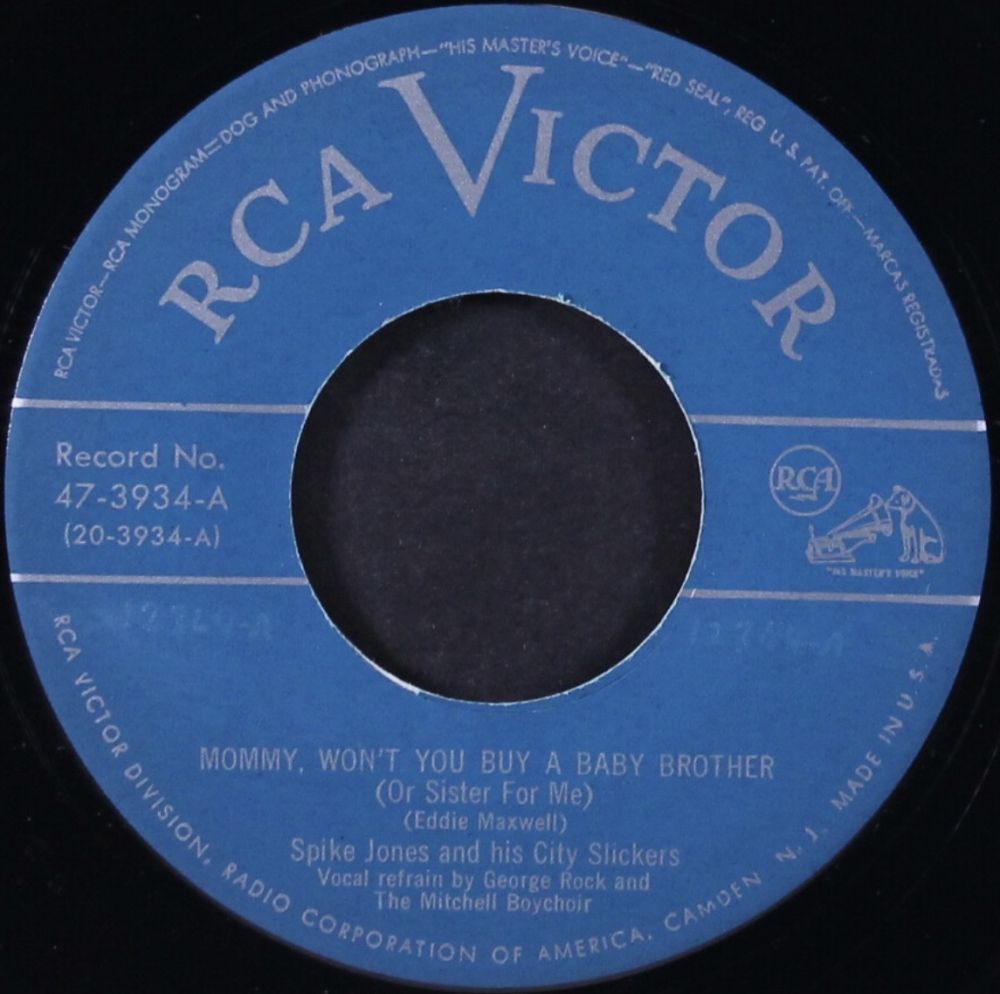 RCA VICTOR—RCA MONOGRAM—DOG AND PHONOGRAPH—"HIS MASTER'S VOICE"—"RED SEAL", REG U. S. PAT. OFF.—MARCAS REGISTRADAS
RCA VICTOR
Record No.
47-3934-A
(20-3934-A)
RCA
"HIS MASTER'S VOICE"
MOMMY, WON'T YOU BUY A BABY BROTHER
(Or Sister For Me)
(Eddie Maxwell)
Spike Jones and his City Slickers
Vocal refrain by George Rock and
The Mitchell Boychoir
RCA VICTOR DIVISION, RADIO CORPORATION OF AMERICA, CAMDEN, N. J. MADE IN U. S. A.